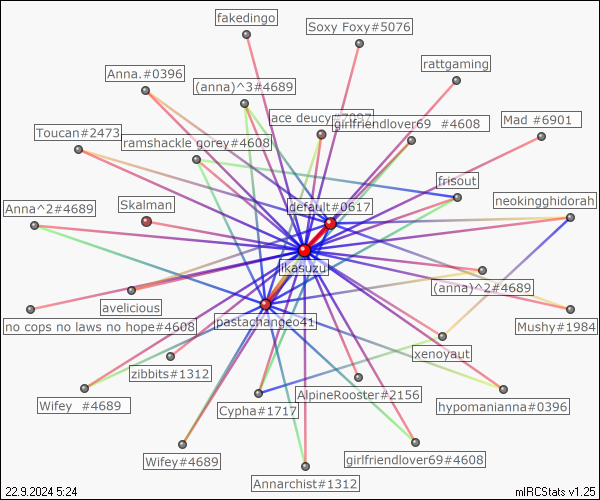 fakedingo
Soxy Foxy#5076
rattgaming
Anna.#0396
(anna)^3#4689
ace deucy#7097
girlfriendlover69 #4608
Mad #6901
Toucan#2473
ramshackle gorey#4608
frisout
neokingghidorah
Skalman
Anna^2#4689
default#0617
likasuzu
(anna)^2#4689
avelicious
no cops no laws no hope#4608
pastachange041
Mushy#1984
xenoyaut
zibbits#1312
AlpineRooster#2156
Wifey #4689
Cypha#1717
hypomanianna#0396
Wifey#4689
girlfriendlover69#4608
Annarchist#1312
22.9.2024 5:24
mIRCStats v1.25